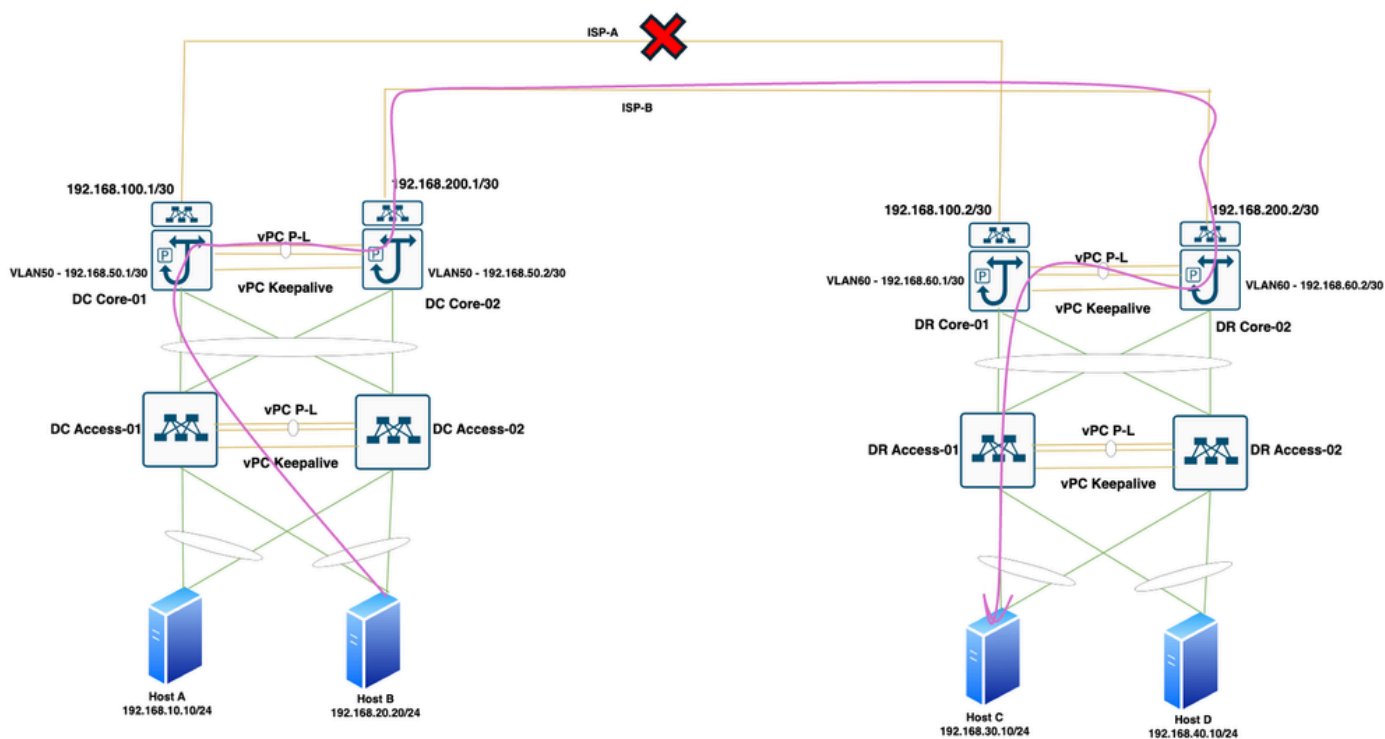 ISP-A
ISP-B
192.168.100.1/30
192.168.200.1/30
192.168.100.2/30
192.168.200.2/30
vPC P-L
P
P
VLAN50 - 192.168.50.1/30
VLAN50 - 192.168.50.2/30
vPC Keepalive
DC Core-01
DC Core-02
vPC P-L
P
P
VLAN60 - 192.168.60.1/30
VLAN60 - 192.168.60.2/30
vPC Keepalive
DR Core-01
DR Core-02
vPC P-L
DC Access-01
DC Access-02
vPC Keepalive
vPC P-L
DR Access-01
DR Access-02
vPC Keepalive
Host A
192.168.10.10/24
Host B
192.168.20.20/24
Host C
192.168.30.10/24
Host D
192.168.40.10/24